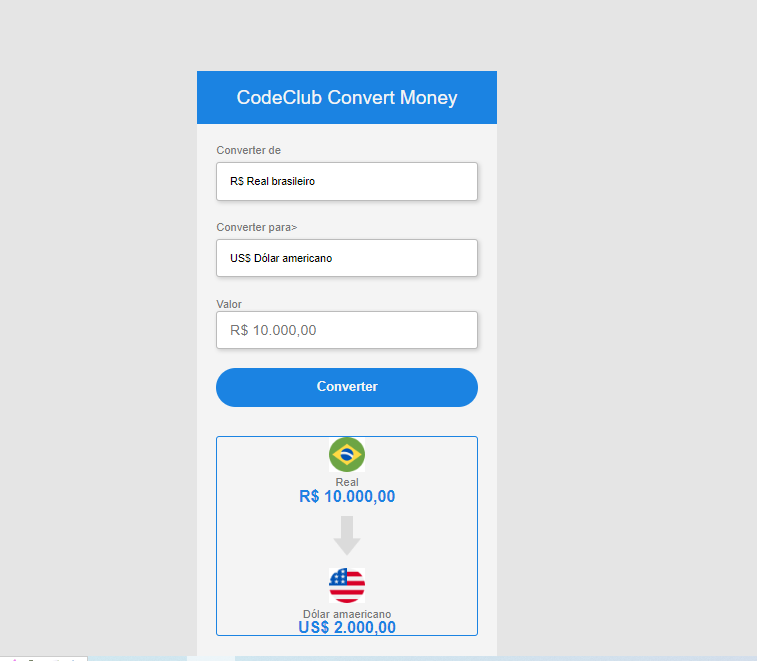 CodeClub Convert Money
Converter de
R$ Real brasileiro
Converter para>
US$ Dólar americano
Valor
R$ 10.000,00
Converter
Real
R$ 10.000,00
Dólar amaericano
US$ 2.000,00